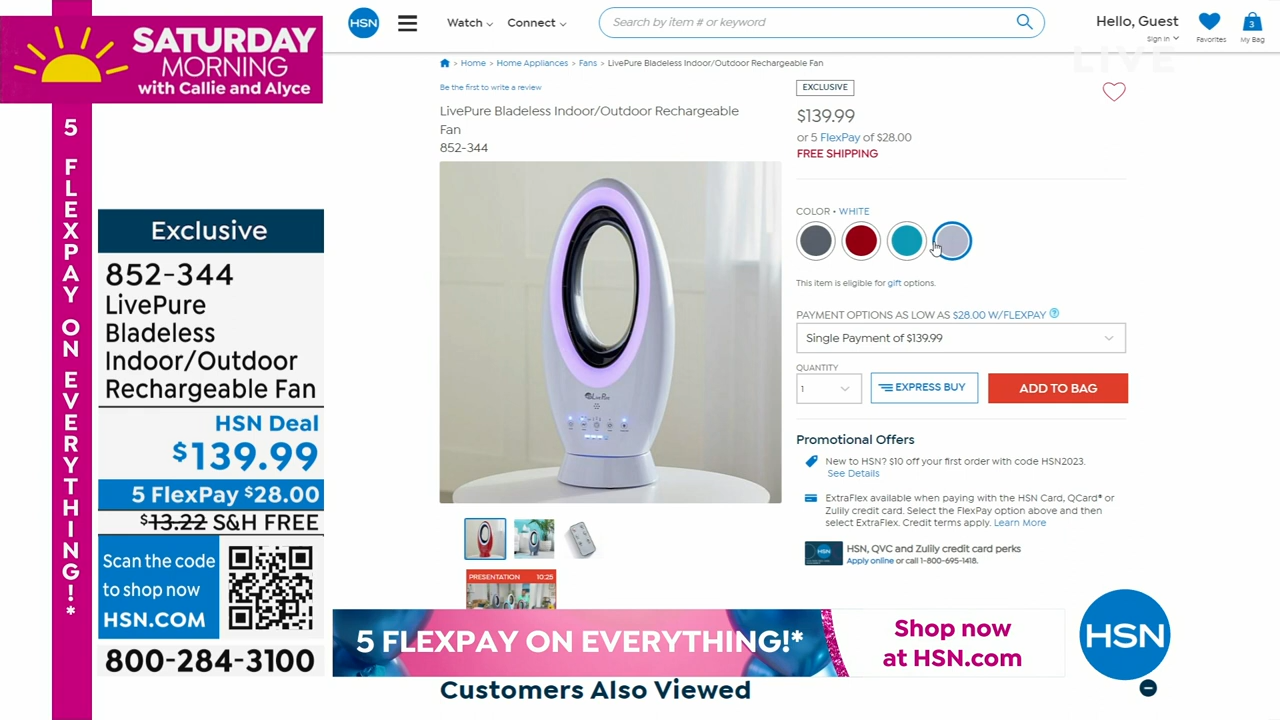 SATURDAY
MORNING
with Callie and Alyce
5 FLEXPAY ON EVERYTHING!*
Exclusive
852-344
LivePure
Bladeless
Indoor/Outdoor
Rechargeable Fan
HSN Deal
$139.99
5 FlexPay $28.00
$13.22 S&H FREE
Scan the code
to shop now
HSN.COM
800-284-3100
HSN
Watch
Connect
Search by item # or keyword
Hello, Guest
Sign In
Favorites
3
My Bag
LIVE
> Home > Home Appliances > Fans > LivePure Bladeless Indoor/Outdoor Rechargeable Fan
Be the first to write a review
LivePure Bladeless Indoor/Outdoor Rechargeable
Fan
852-344
LivePure
PRESENTATION 10:25
EXCLUSIVE
$139.99
or 5 FlexPay of $28.00
FREE SHIPPING
COLOR • WHITE
This item is eligible for gift options.
PAYMENT OPTIONS AS LOW AS $28.00 W/FLEXPAY ?
Single Payment of $139.99
QUANTITY
1
EXPRESS BUY
ADD TO BAG
Promotional Offers
New to HSN? $10 off your first order with code HSN2023.
See Details
ExtraFlex available when paying with the HSN Card, QCard® or
Zulily credit card. Select the FlexPay option above and then
select ExtraFlex. Credit terms apply. Learn More
HSN
HSN, QVC and Zulily credit card perks
Apply online or call 1-800-695-1418.
5 FLEXPAY ON EVERYTHING!*
Shop now
at HSN.com
HSN
Customers Also Viewed